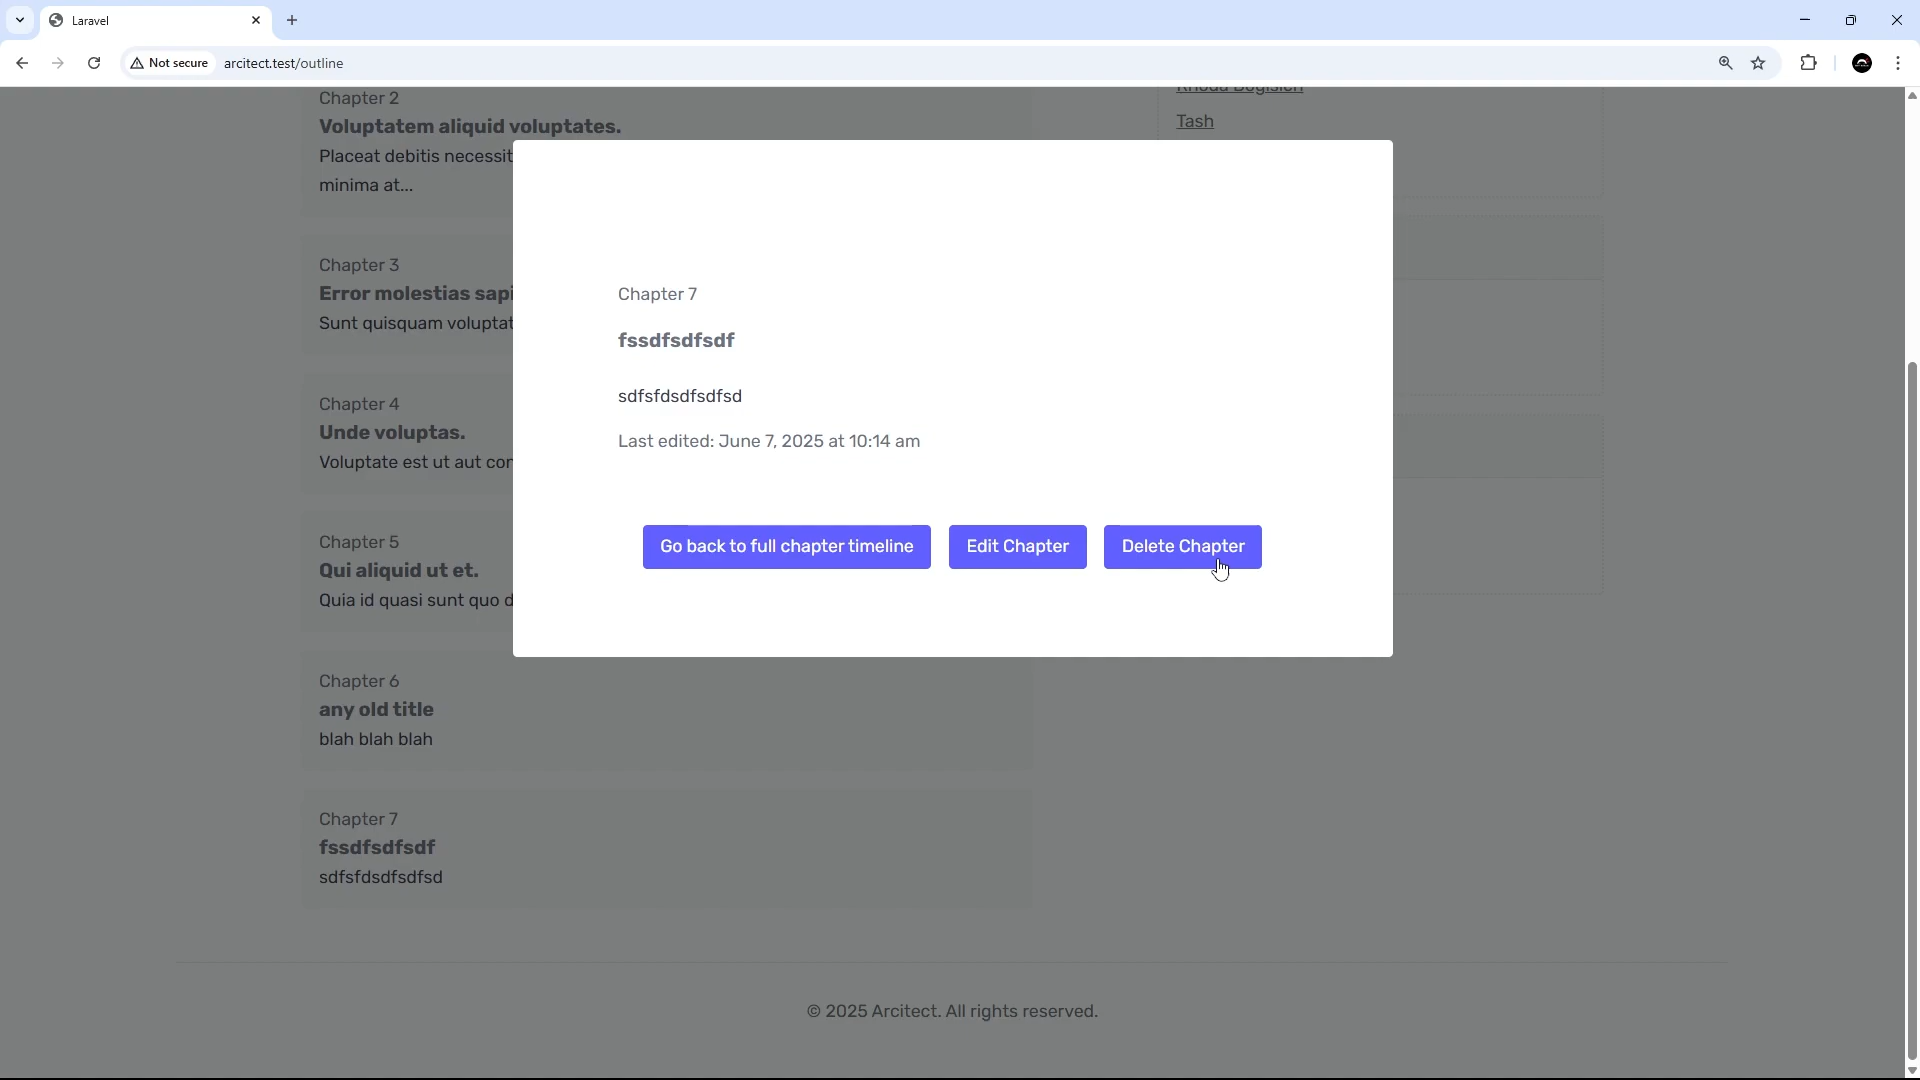 Laravel
Not secure
arcitect.test/outline
Chapter 2
Voluptatem aliquid voluptates.
Placeat debitis
minima at...
Tash
Chapter 3
Error molestias
Sunt quisquam
Chapter 4
Unde voluptas.
Voluptate est ut aut
Chapter 5
Qui aliquid ut et.
Quia id quasi sunt quo
Chapter 6
any old title
blah blah blah
Chapter 7
fssdfsdfsdf
sdfsfdsdfsdfsd
Chapter 7
fssdfsdfsdf
sdfsfdsdfsdfsd
Last edited: June 7, 2025 at 10:14 am
Go back to full chapter timeline
Edit Chapter
Delete Chapter
© 2025 Arcitect. All rights reserved.